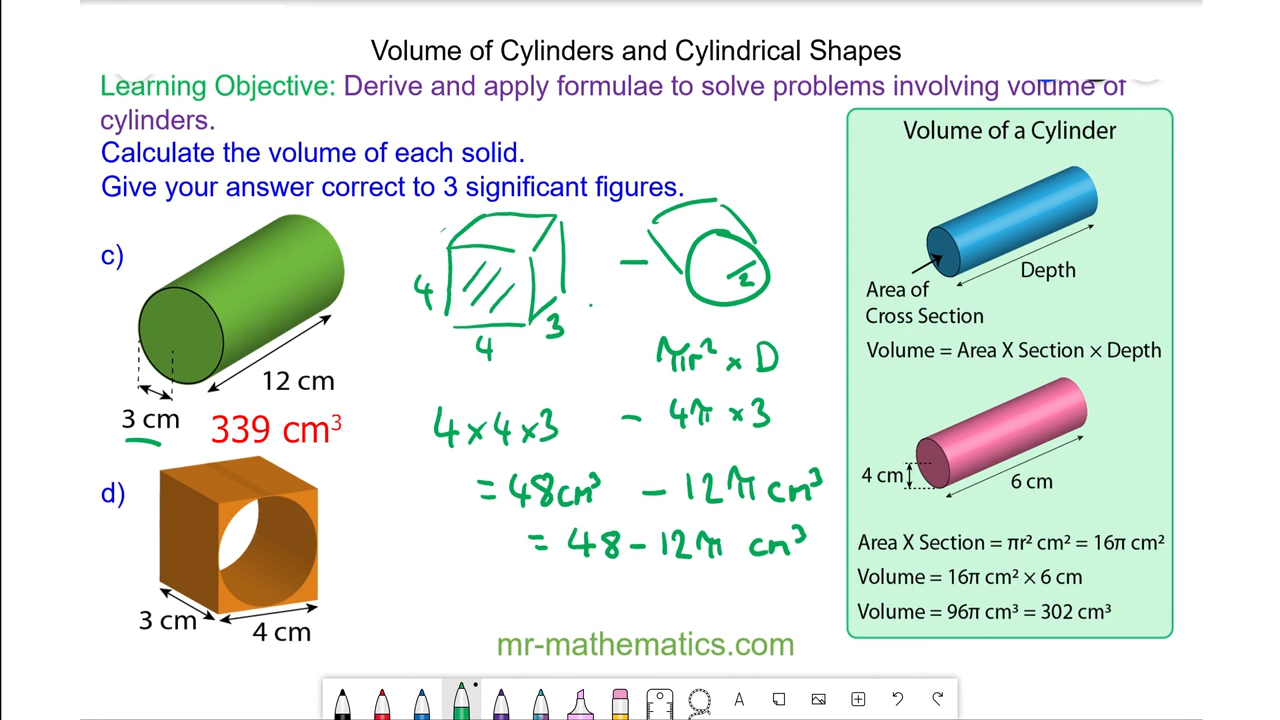 Volume of Cylinders and Cylindrical Shapes
Learning Objective: Derive and apply formulae to solve problems involving volume of
cylinders.
Calculate the volume of each solid.
Give your answer correct to 3 significant figures.
c)
12 cm
3 cm
339 cm³
d)
3 cm
4 cm
4
4
3
−
2
πr² × D
4 × 4 × 3 − 4π × 3
= 48cm³ − 12π cm³
= 48 − 12π cm³
mr-mathematics.com
Volume of a Cylinder
Depth
Area of
Cross Section
Volume = Area X Section × Depth
4 cm
6 cm
Area X Section = πr² cm² = 16π cm²
Volume = 16π cm² × 6 cm
Volume = 96π cm³ = 302 cm³
A